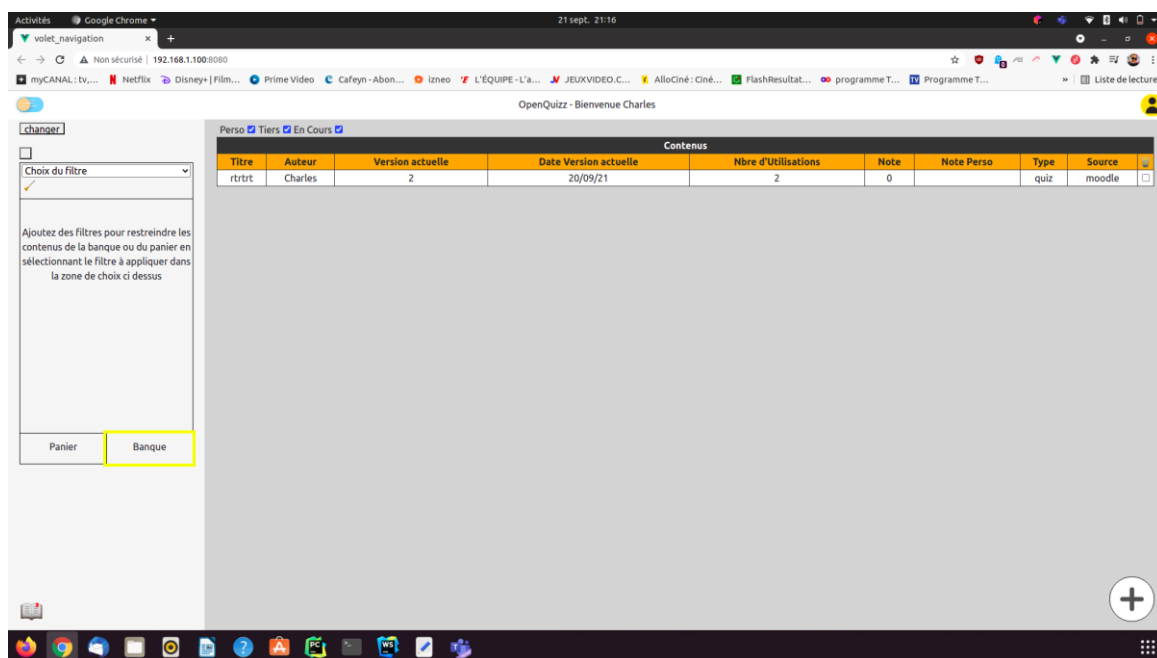 Activités Google Chrome 21 sept. 21:16
volet_navigation × +
Non sécurisé | 192.168.1.100:8080
myCANAL : tv,... Netflix Disney+ | Film... Prime Video Cafeyn - Abon... izneo L'ÉQUIPE - L'a... JEUXVIDEO.C... AlloCiné : Ciné... FlashResultat... programme T... TV Programme T... » Liste de lecture
OpenQuizz - Bienvenue Charles
changer
Perso Tiers En Cours
Contenus
Titre Auteur Version actuelle Date Version actuelle Nbre d'Utilisations Note Note Perso Type Source
rtrtrt Charles 2 20/09/21 2 0 quiz moodle
Choix du filtre
Ajoutez des filtres pour restreindre les
contenus de la banque ou du panier en
sélectionnant le filtre à appliquer dans
la zone de choix ci dessus
Panier Banque